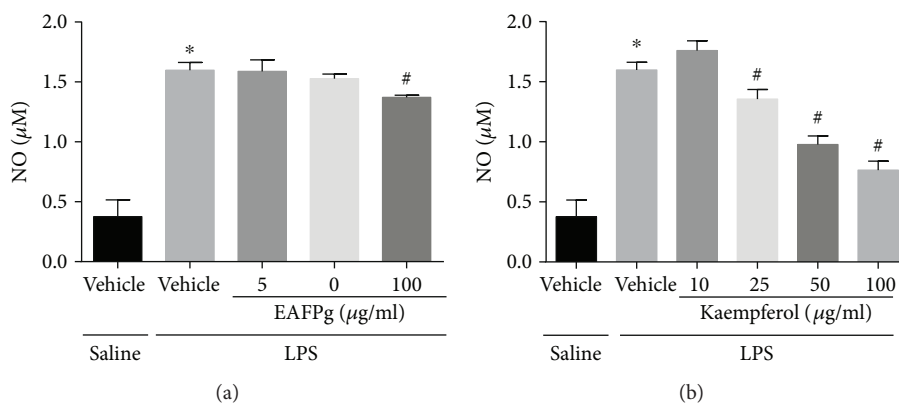 2.0
1.5
1.0
0.5
0.0
NO (μM)
*
#
Vehicle Vehicle 5 0 100
EAFPg (μg/ml)
Saline LPS
(a)
2.0
1.5
1.0
0.5
0.0
NO (μM)
*
#
#
#
Vehicle Vehicle 10 25 50 100
Kaempferol (μg/ml)
Saline LPS
(b)